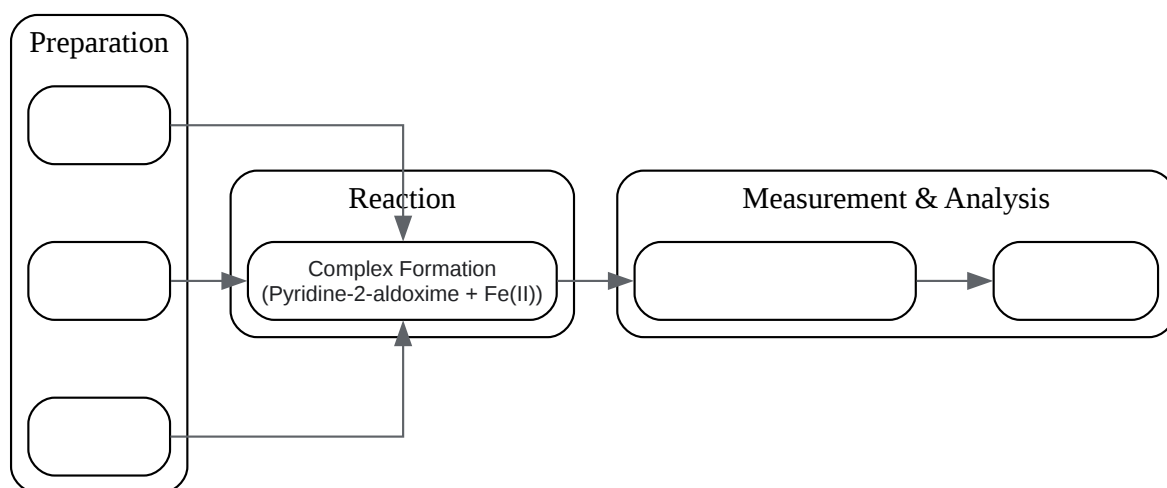 Preparation
Reaction
Measurement & Analysis
Complex Formation
(Pyridine-2-aldoxime + Fe(II))